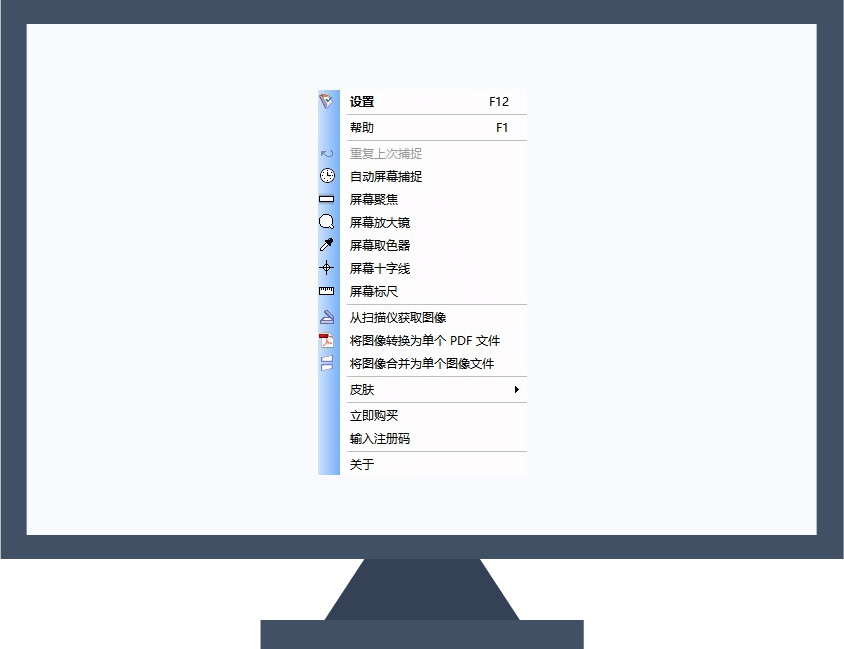 设置 F12
帮助 F1
重复上次捕捉
自动屏幕捕捉
屏幕聚焦
屏幕放大镜
屏幕取色器
屏幕十字线
屏幕标尺
从扫描仪获取图像
将图像转换为单个 PDF 文件
将图像合并为单个图像文件
皮肤
立即购买
输入注册码
关于